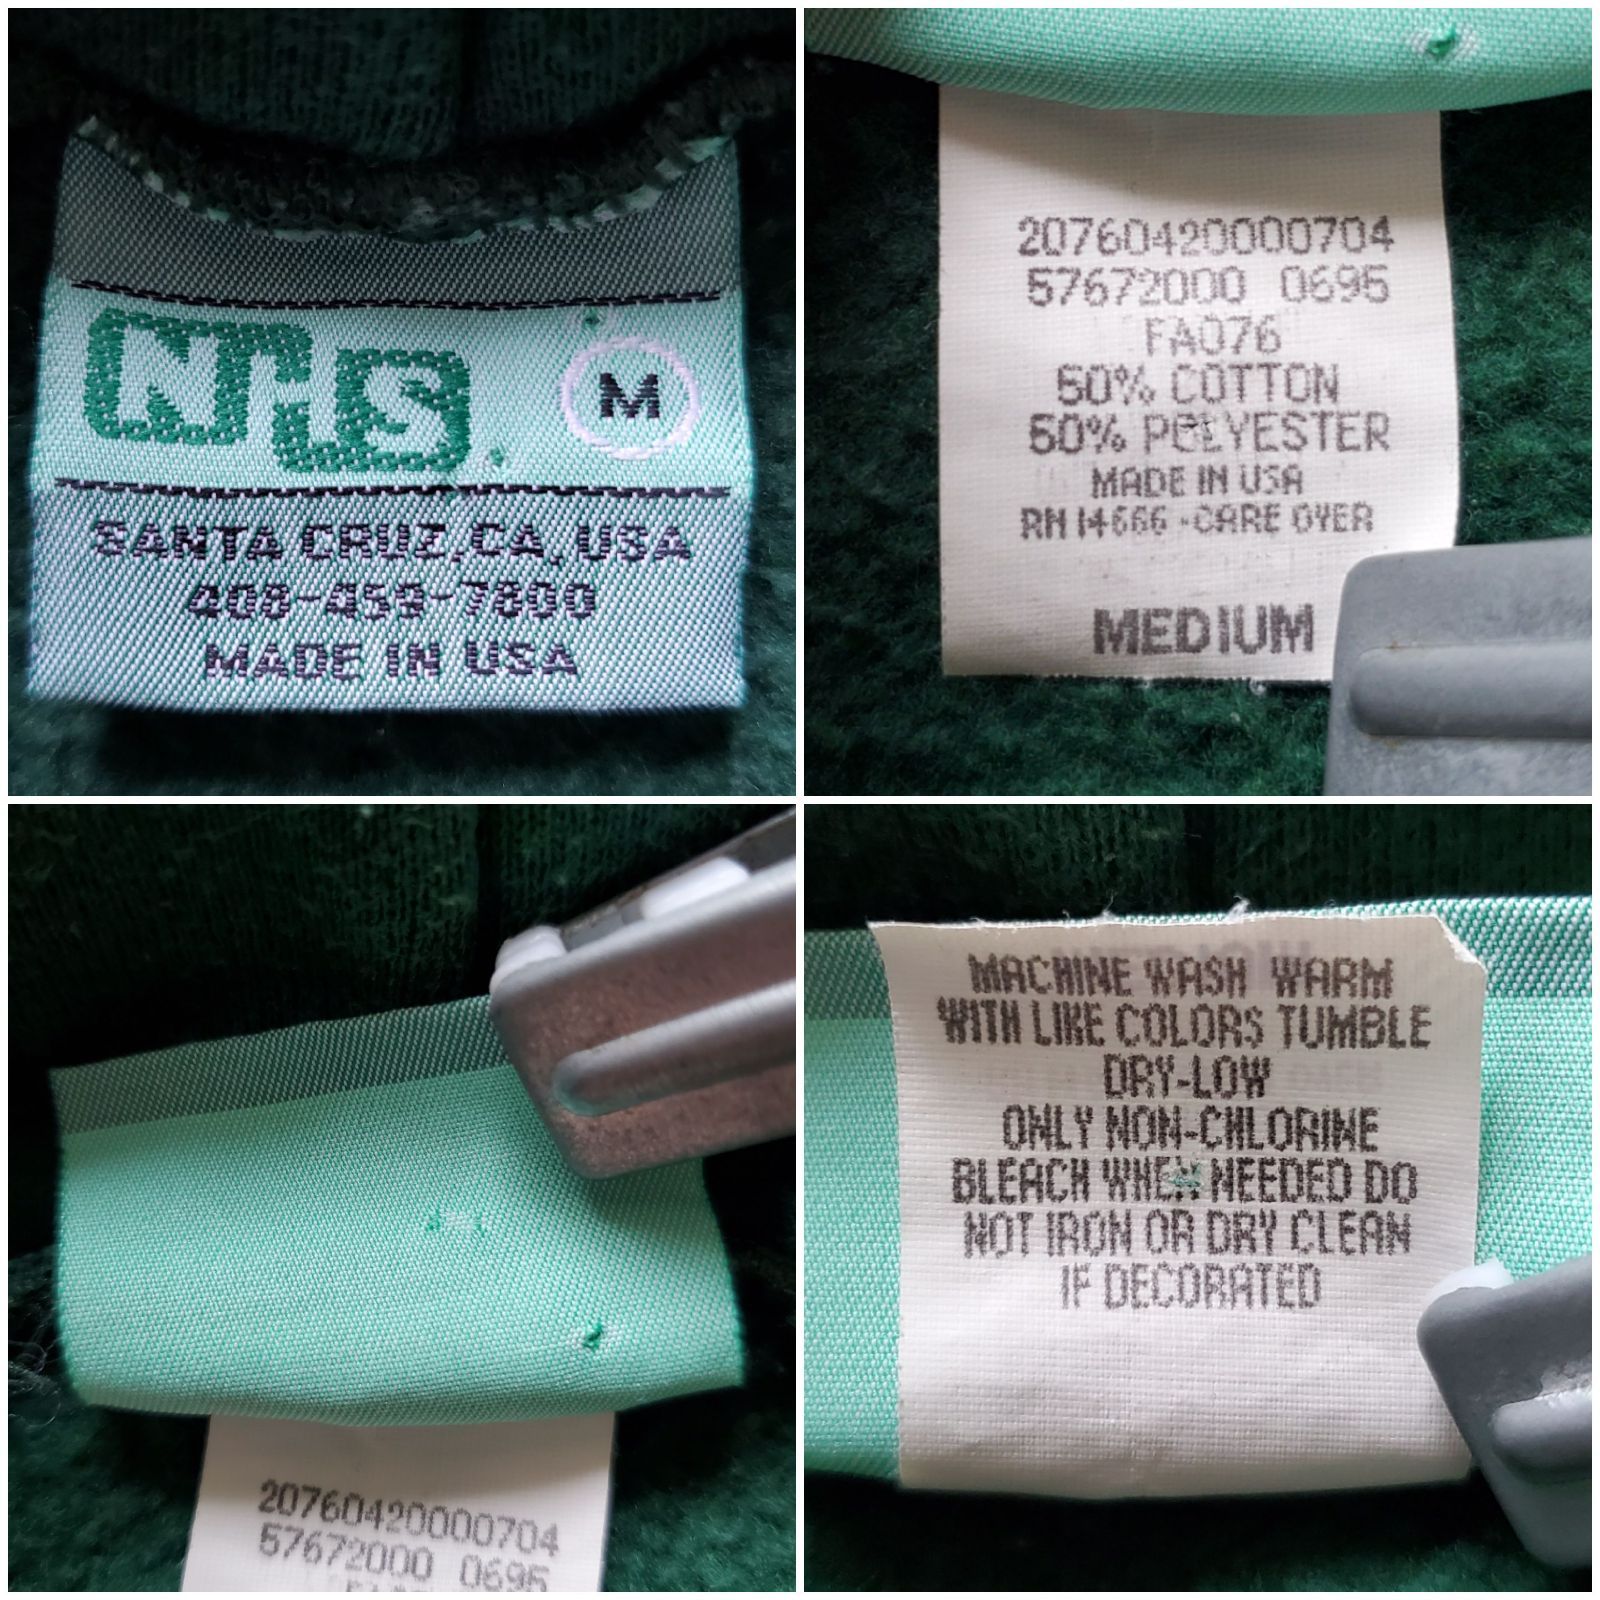 NHS
M
SANTA CRUZ, CA, USA
408-459-7800
MADE IN USA
20760420000704
57672000 0695
FA076
50% COTTON
50% POLYESTER
MADE IN USA
RN 14666 -CARE OVER
MEDIUM
20760420000704
57672000 0695
MACHINE WASH WARM
WITH LIKE COLORS TUMBLE
DRY-LOW
ONLY NON-CHLORINE
BLEACH WHEN NEEDED DO
NOT IRON OR DRY CLEAN
IF DECORATED